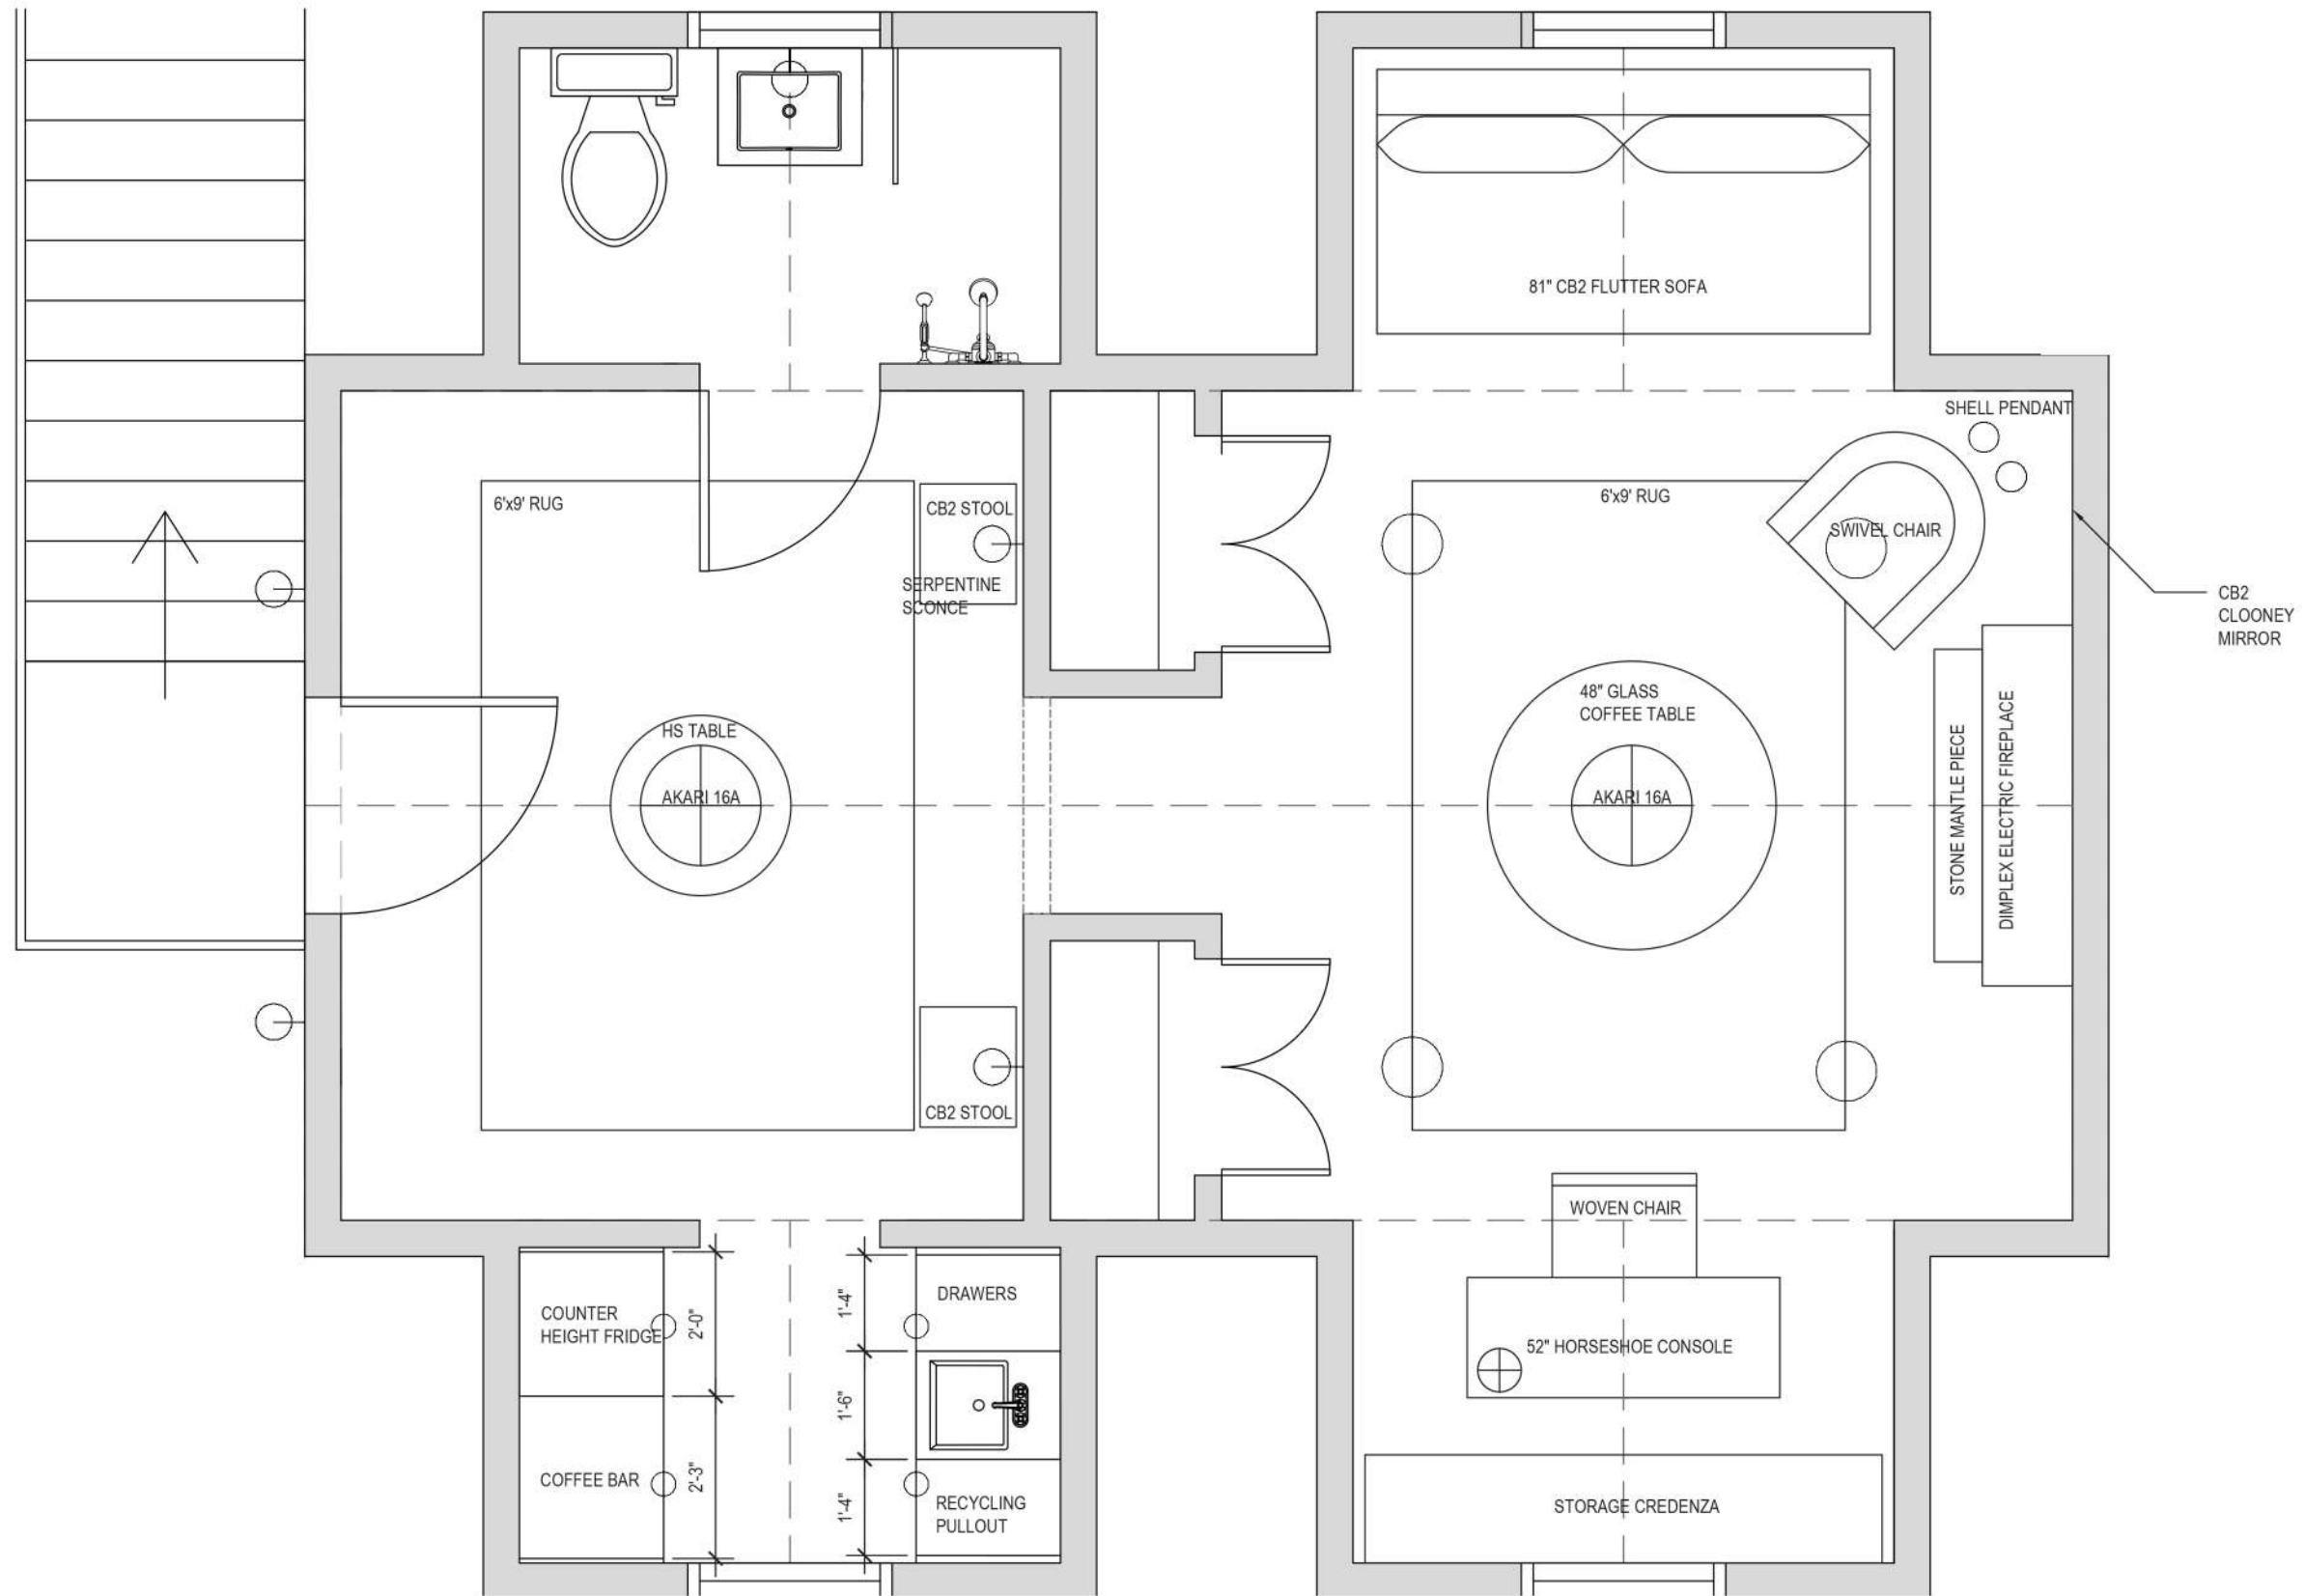 81" CB2 FLUTTER SOFA
SHELL PENDANT
6'x9' RUG
CB2 STOOL
6'x9' RUG
SWIVEL CHAIR
SERPENTINE
SCONCE
CB2
CLOONEY
MIRROR
HS TABLE
AKARI 16A
48" GLASS
COFFEE TABLE
AKARI 16A
STONE MANTLE PIECE
DIMPLEX ELECTRIC FIREPLACE
CB2 STOOL
WOVEN CHAIR
COUNTER
HEIGHT FRIDGE
2'-0"
1'-4"
DRAWERS
52" HORSESHOE CONSOLE
1'-6"
COFFEE BAR
2'-3"
1'-4"
RECYCLING
PULLOUT
STORAGE CREDENZA